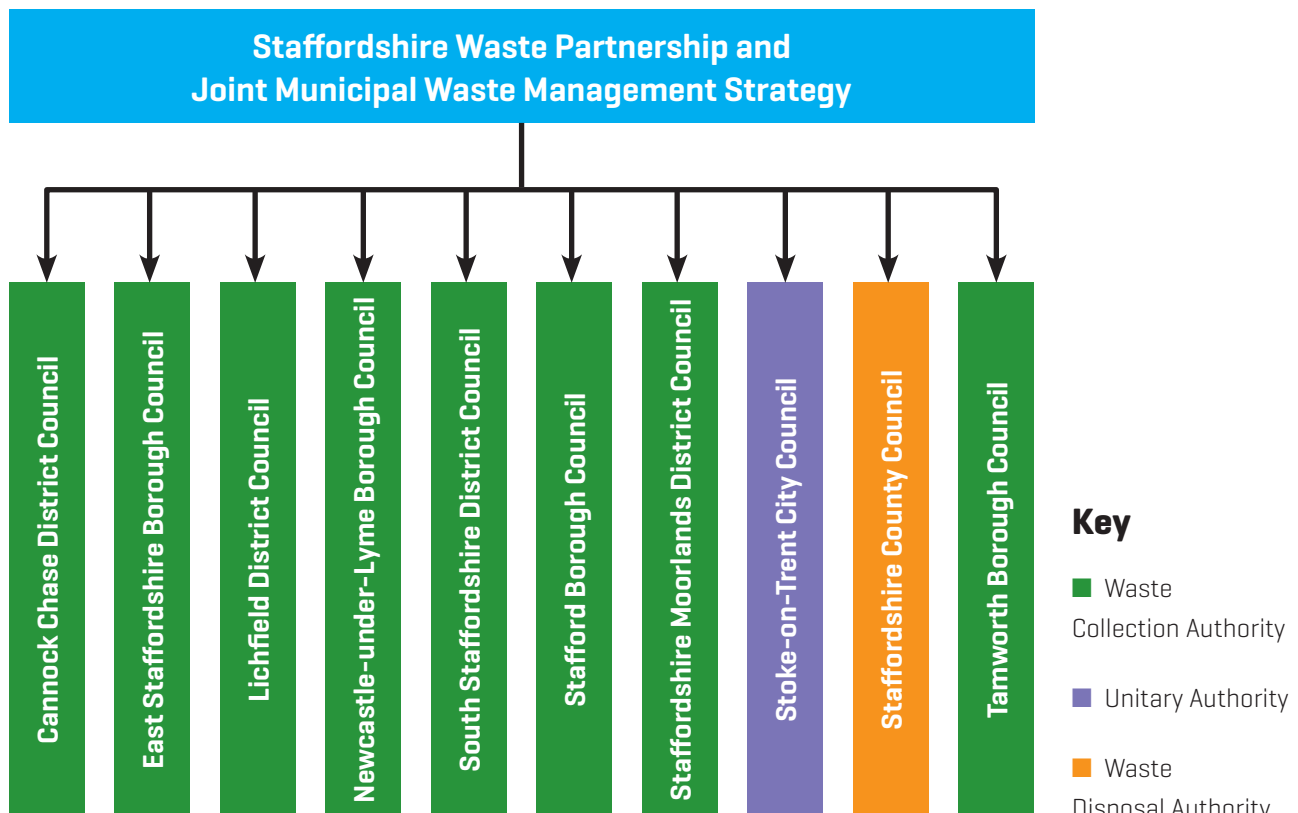 Staffordshire Waste Partnership and
Joint Municipal Waste Management Strategy
Cannock Chase District Council
East Staffordshire Borough Council
Lichfield District Council
Newcastle-under-Lyme Borough Council
South Staffordshire District Council
Stafford Borough Council
Staffordshire Moorlands District Council
Stoke-on-Trent City Council
Staffordshire County Council
Tamworth Borough Council
Key
Waste
Collection Authority
Unitary Authority
Waste
Disposal Authority